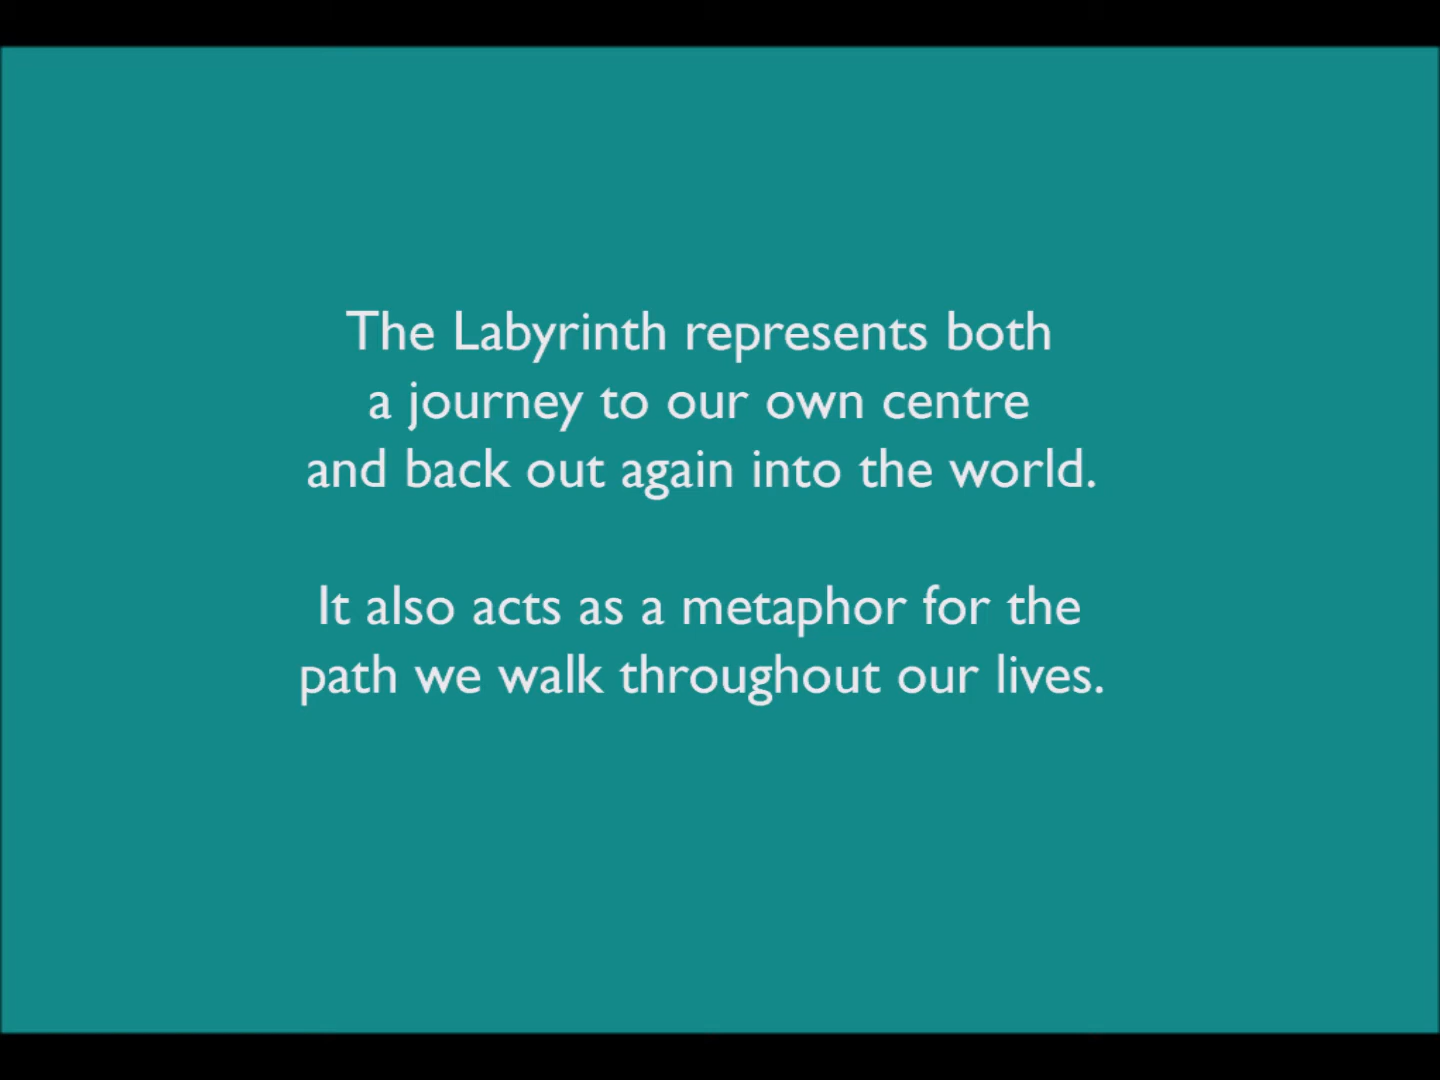 The Labyrinth represents both
a journey to our own centre
and back out again into the world.
It also acts as a metaphor for the
path we walk throughout our lives.